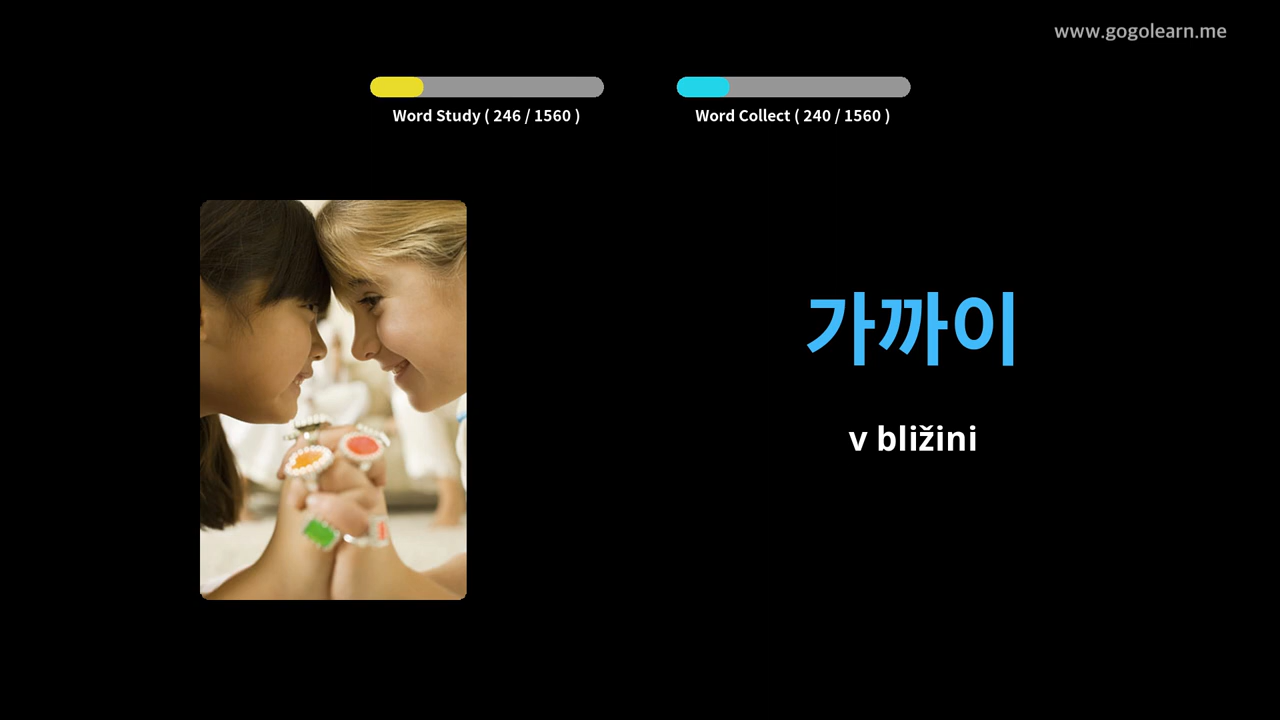 www.gogolearn.me
Word Study ( 246 / 1560 )
Word Collect ( 240 / 1560 )
가까이
v bližini